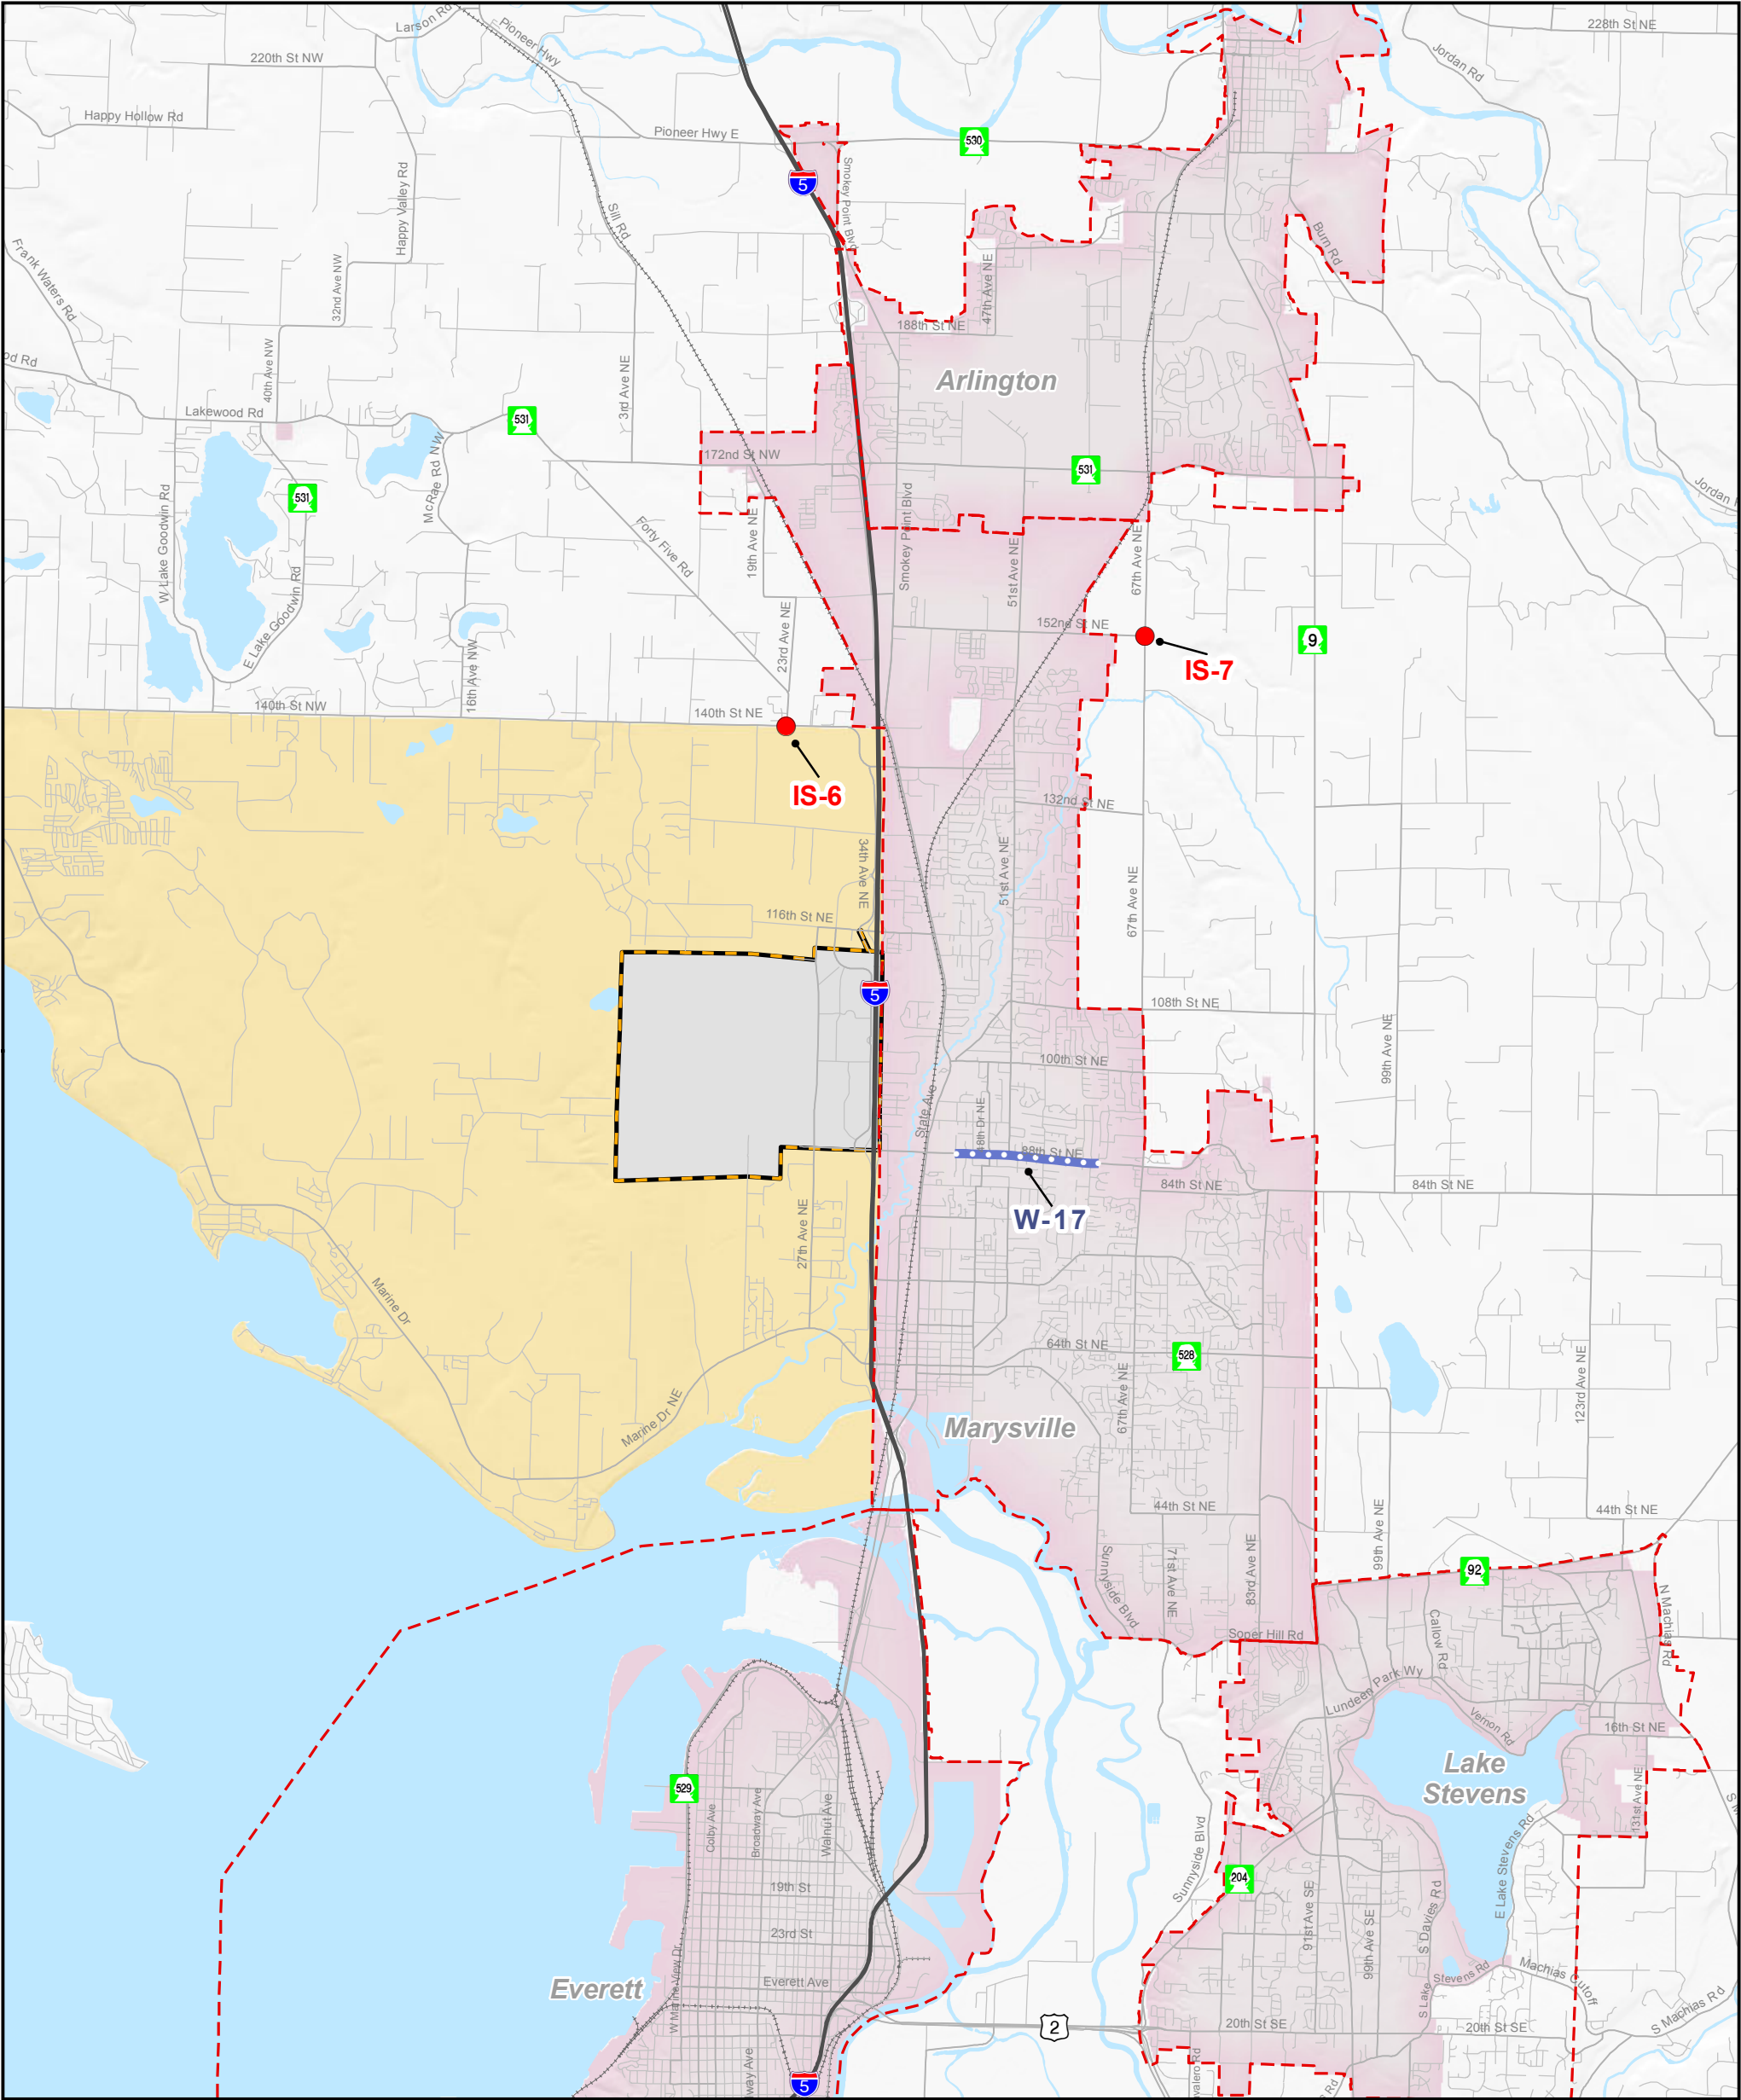 Larson Rd
Pioneer Hwy
228th St NE
220th St NW
Jordan Rd
Happy Hollow Rd
Pioneer Hwy E
530
5
Smokey Point Blvd
Happy Valley Rd
Sill Rd
Burn Rd
Frank Waters Rd
32nd Ave NW
47th Ave NE
188th St NE
od Rd
40th Ave NW
3rd Ave NE
Arlington
Lakewood Rd
531
McRae Rd NW
172nd St NW
531
531
W Lake Goodwin Rd
Jordan
Smokey Point Blvd
Forty Five Rd
19th Ave NE
51st Ave NE
67th Ave NE
E Lake Goodwin Rd
23rd Ave NE
152nd St NE
9
IS-7
16th Ave NW
140th St NW
140th St NE
IS-6
132nd St NE
34th Ave NE
51st Ave NE
67th Ave NE
116th St NE
5
108th St NE
99th Ave NE
100th St NE
State Ave
48th Dr NE
88th St NE
84th St NE
84th St NE
W-17
27th Ave NE
Marine Dr
64th St NE
528
67th Ave NE
123rd Ave NE
Marine Dr NE
Marysville
44th St NE
44th St NE
99th Ave NE
Sunnyside Blvd
71st Ave NE
83rd Ave NE
92
Soper Hill Rd
Callow Rd
N Machias Rd
Lundeen Park Wy
Vernon Rd
16th St NE
Lake
Stevens
529
Colby Ave
Broadway Ave
Walnut Ave
131st Ave NE
S M
Sunnyside Blvd
204
E Lake Stevens Rd
19th St
91st Ave SE
99th Ave SE
S Davies Rd
23rd St
W Marine View Dr
Everett Ave
Everett
S Lake Stevens Rd
Machias Cutoff
S Machias Rd
2
20th St SE
20th St SE
way Ave
5
valero Rd
Rd